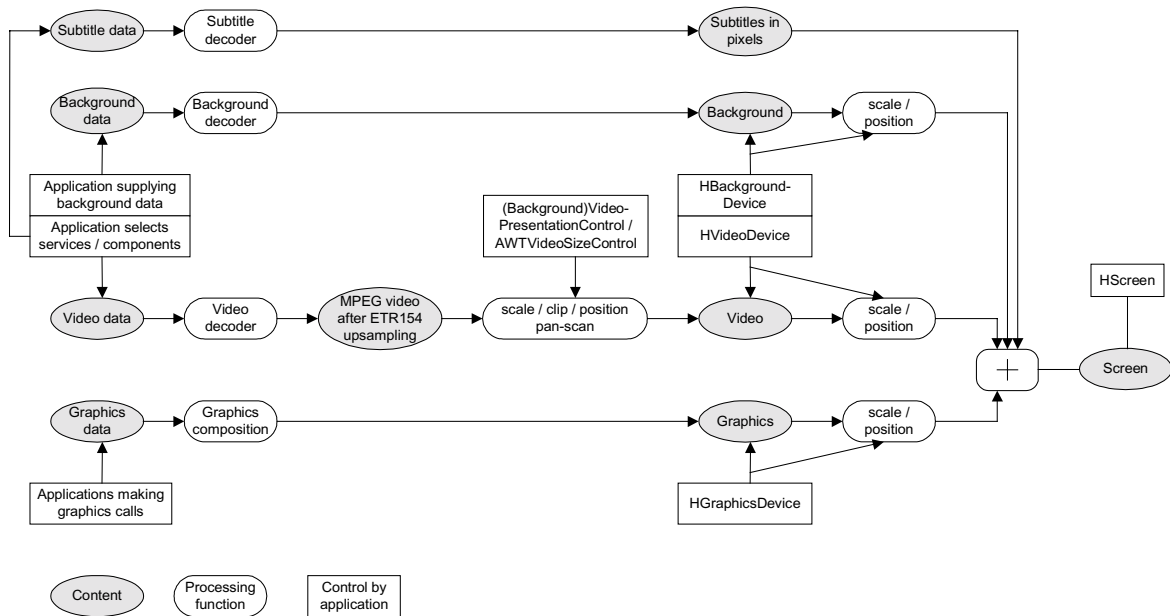 Subtitle data
Subtitle
decoder
Subtitles in
pixels
Background
data
Background
decoder
Background
scale /
position
Application supplying
background data
Application selects
services / components
(Background)Video-
PresentationControl /
AWTVideoSizeControl
HBackground-
Device
HVideoDevice
HScreen
Video data
Video
decoder
MPEG video
after ETR154
upsampling
scale / clip / position
pan-scan
Video
scale /
position
+
Screen
Graphics
data
Graphics
composition
Graphics
scale /
position
Applications making
graphics calls
HGraphicsDevice
Content
Processing
function
Control by
application